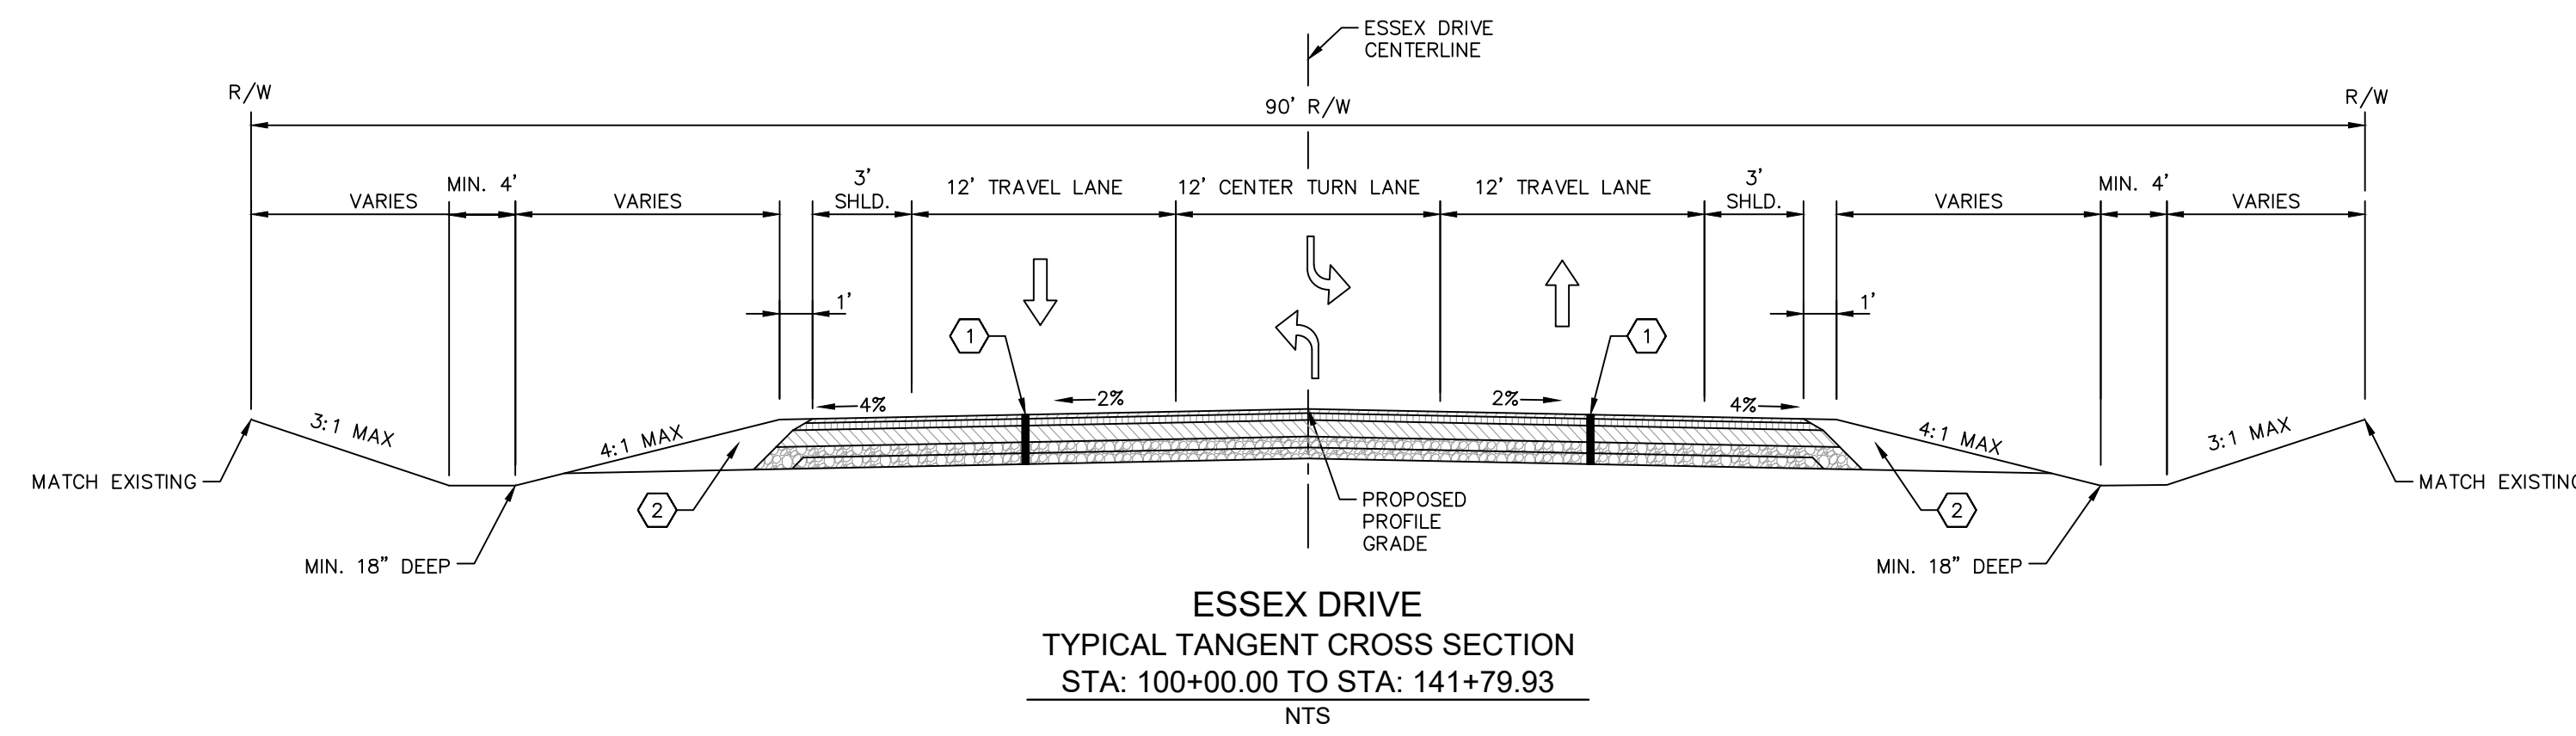 ESSEX DRIVE
CENTERLINE
R/W
90' R/W
R/W
VARIES
MIN. 4'
VARIES
3'
SHLD.
12' TRAVEL LANE
12' CENTER TURN LANE
12' TRAVEL LANE
3'
SHLD.
VARIES
MIN. 4'
VARIES
1'
1'
1
1
4%
2%
2%
4%
3:1 MAX
4:1 MAX
4:1 MAX
3:1 MAX
MATCH EXISTING
MATCH EXISTING
2
2
PROPOSED
PROFILE
GRADE
MIN. 18" DEEP
MIN. 18" DEEP
ESSEX DRIVE
TYPICAL TANGENT CROSS SECTION
STA: 100+00.00 TO STA: 141+79.93
NTS